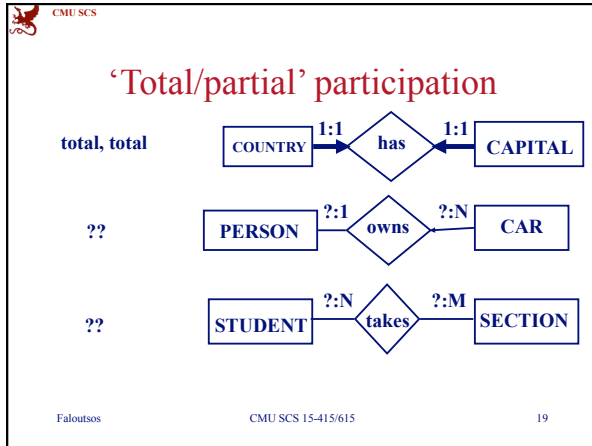 CMU SCS
‘Total/partial’ participation
1:1 1:1
total, total COUNTRY has CAPITAL
?:1 ?:N
?? PERSON owns CAR
?:N ?:M
?? STUDENT takes SECTION
Faloutsos CMU SCS 15-415/615 19